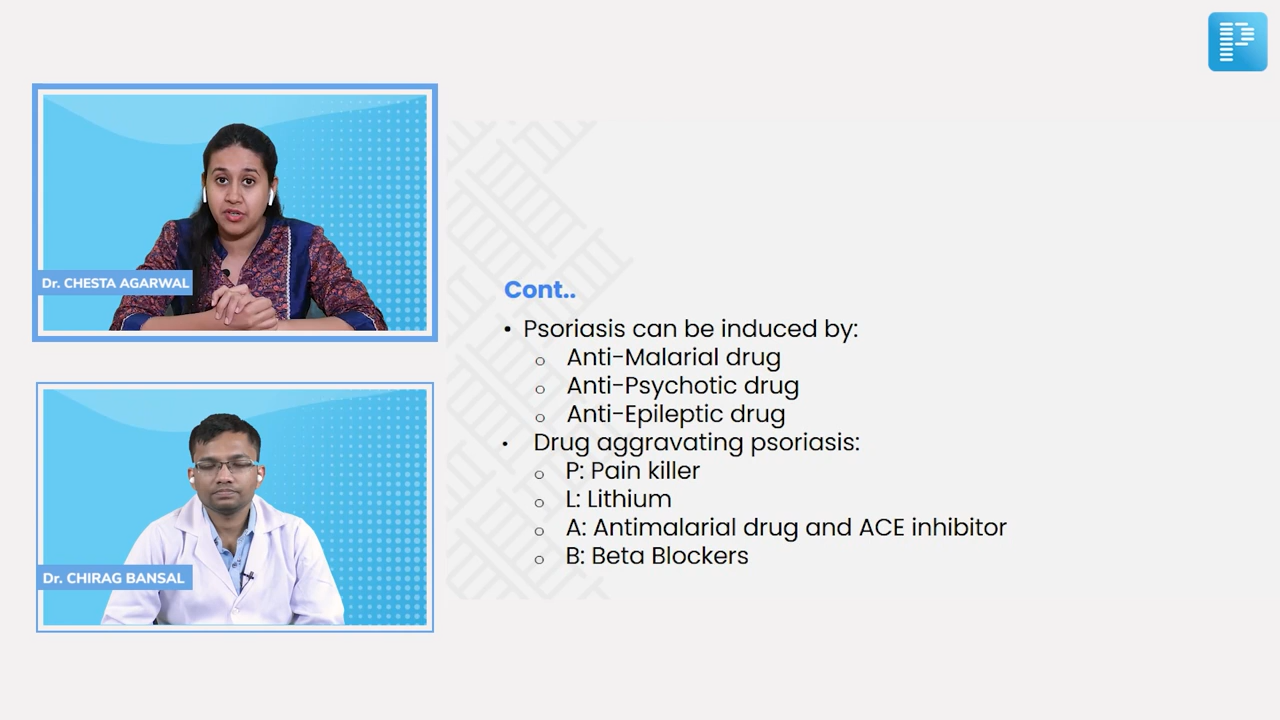 Dr. CHESTA AGARWAL
Dr. CHIRAG BANSAL
Cont..
• Psoriasis can be induced by:
o Anti-Malarial drug
o Anti-Psychotic drug
o Anti-Epileptic drug
• Drug aggravating psoriasis:
o P: Pain killer
o L: Lithium
o A: Antimalarial drug and ACE inhibitor
o B: Beta Blockers